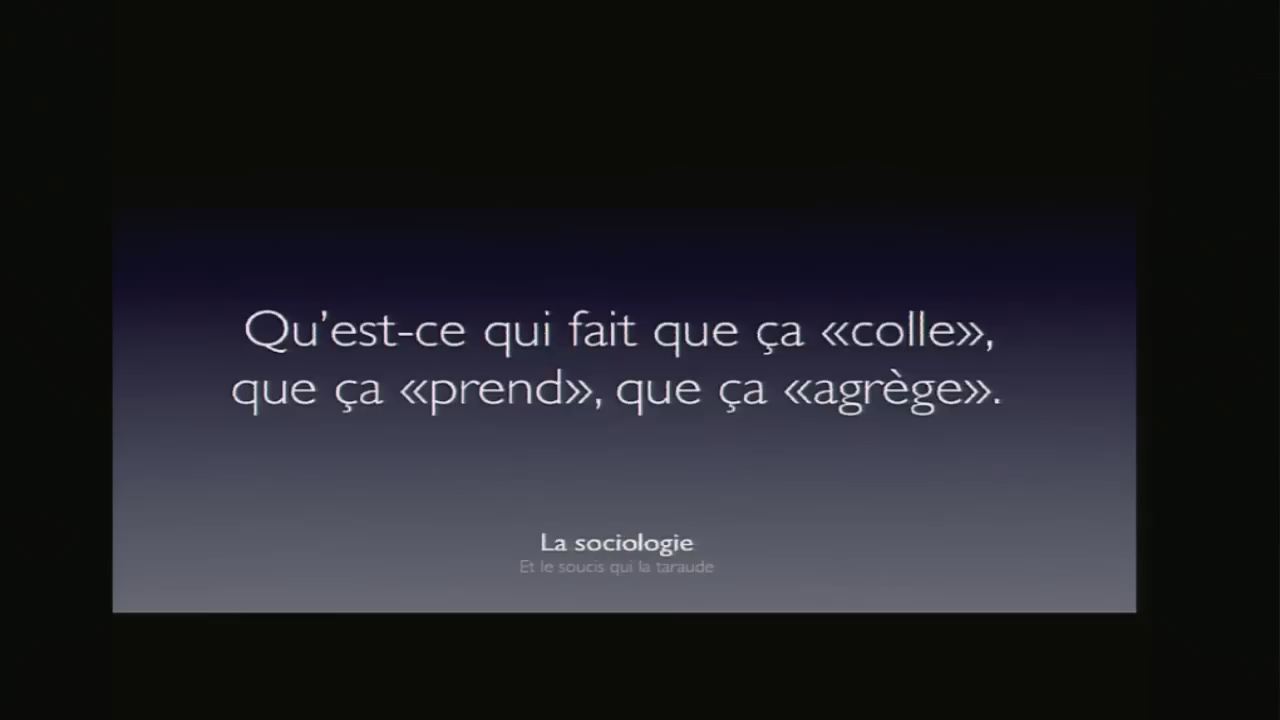 Qu’est-ce qui fait que ça «colle»,
que ça «prend», que ça «agrège».
La sociologie
Et le soucis qui la taraude